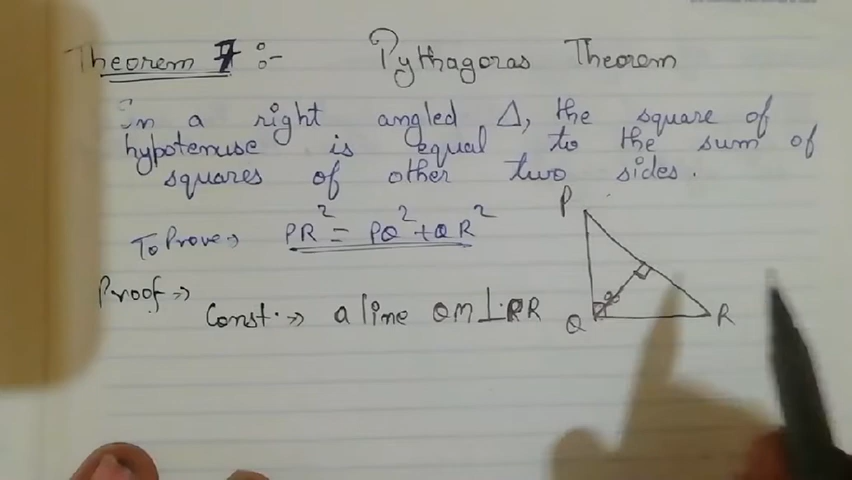 Theorem 7 :- Pythagoras Theorem
In a right angled Δ, the square of
hypotenuse is equal to the sum of
squares of other two sides.
P
To Prove → PR² = PQ² + QR²
Proof →
Const. → a line QM ⊥ PR
Q R
90°